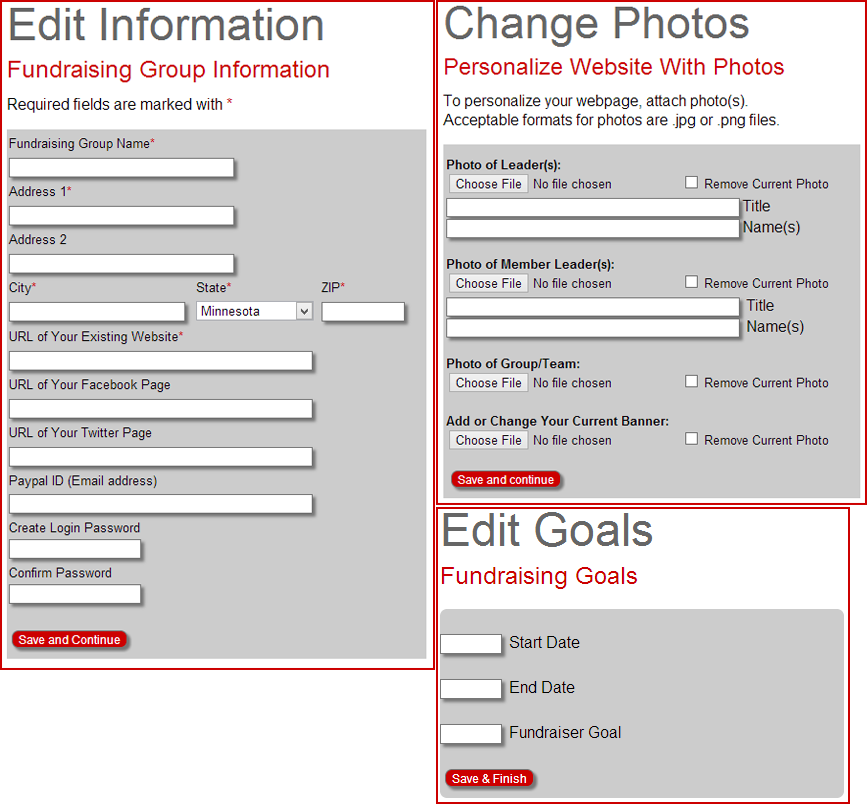 Edit Information
Fundraising Group Information
Required fields are marked with *
Fundraising Group Name*
Address 1*
Address 2
City* State* ZIP*
Minnesota
URL of Your Existing Website*
URL of Your Facebook Page
URL of Your Twitter Page
Paypal ID (Email address)
Create Login Password
Confirm Password
Save and Continue
Change Photos
Personalize Website With Photos
To personalize your webpage, attach photo(s).
Acceptable formats for photos are .jpg or .png files.
Photo of Leader(s):
Choose File No file chosen Remove Current Photo
Title
Name(s)
Photo of Member Leader(s):
Choose File No file chosen Remove Current Photo
Title
Name(s)
Photo of Group/Team:
Choose File No file chosen Remove Current Photo
Add or Change Your Current Banner:
Choose File No file chosen Remove Current Photo
Save and continue
Edit Goals
Fundraising Goals
Start Date
End Date
Fundraiser Goal
Save & Finish